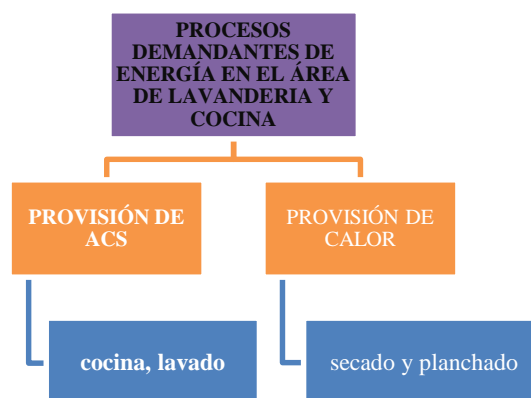 PROCESOS
DEMANDANTES DE
ENERGÍA EN EL ÁREA
DE LAVANDERIA Y
COCINA
PROVISIÓN DE
ACS
PROVISIÓN DE
CALOR
cocina, lavado
secado y planchado